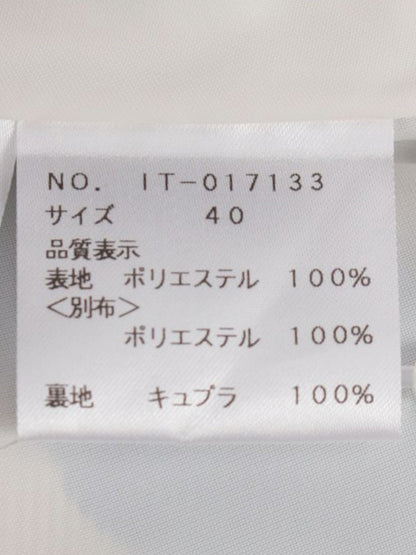 NO. IT-017133
サイズ 40
品質表示
表地 ポリエステル 100%
<別布>
ポリエステル 100%
裏地 キュプラ 100%